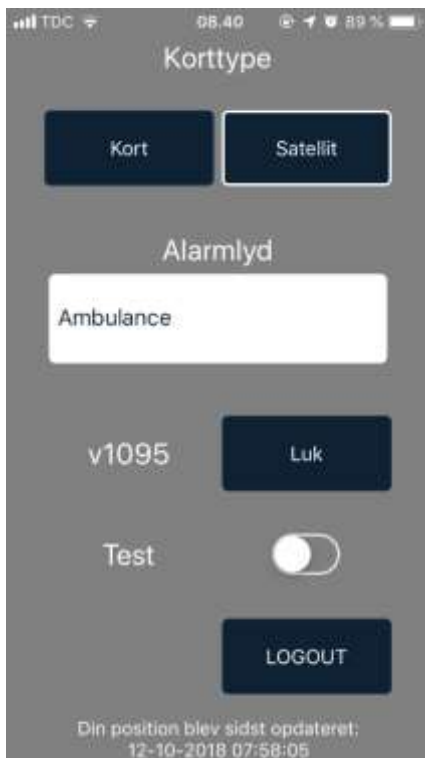 TDC 08.40 89 %
Korttype
Kort Satellit
Alarmlyd
Ambulance
v1095 Luk
Test
LOGOUT
Din position blev sidst opdateret:
12-10-2018 07:58:05